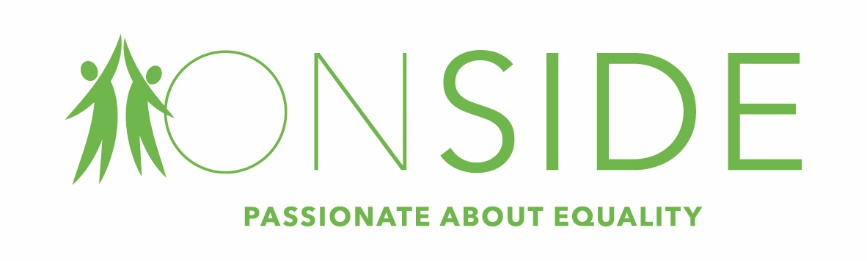 ONSIDE
PASSIONATE ABOUT EQUALITY